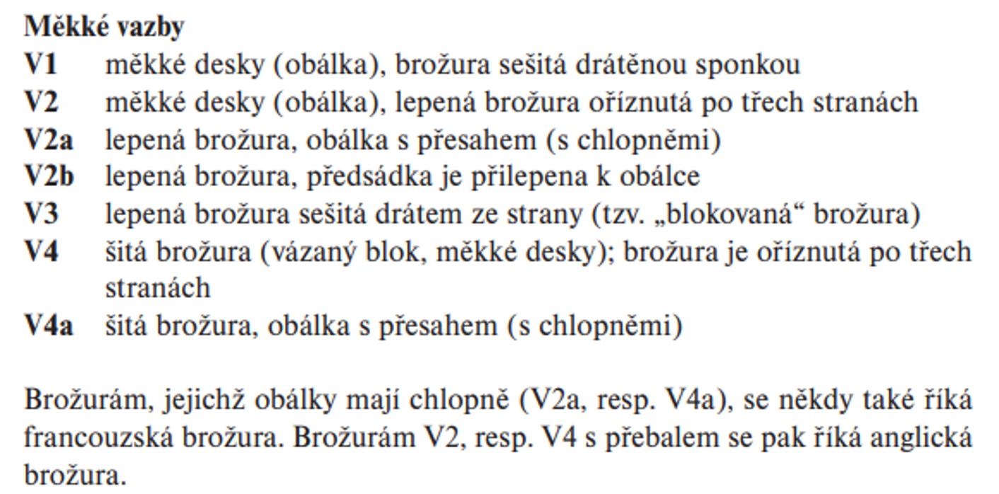 Měkké vazby
V1 měkké desky (obálka), brožura sešitá drátěnou sponkou
V2 měkké desky (obálka), lepená brožura oříznutá po třech stranách
V2a lepená brožura, obálka s přesahem (s chlopněmi)
V2b lepená brožura, předsádka je přilepena k obálce
V3 lepená brožura sešitá drátem ze strany (tzv. „blokovaná“ brožura)
V4 šitá brožura (vázaný blok, měkké desky); brožura je oříznutá po třech
stranách
V4a šitá brožura, obálka s přesahem (s chlopněmi)
Brožurám, jejichž obálky mají chlopně (V2a, resp. V4a), se někdy také říká
francouzská brožura. Brožurám V2, resp. V4 s přebalem se pak říká anglická
brožura.